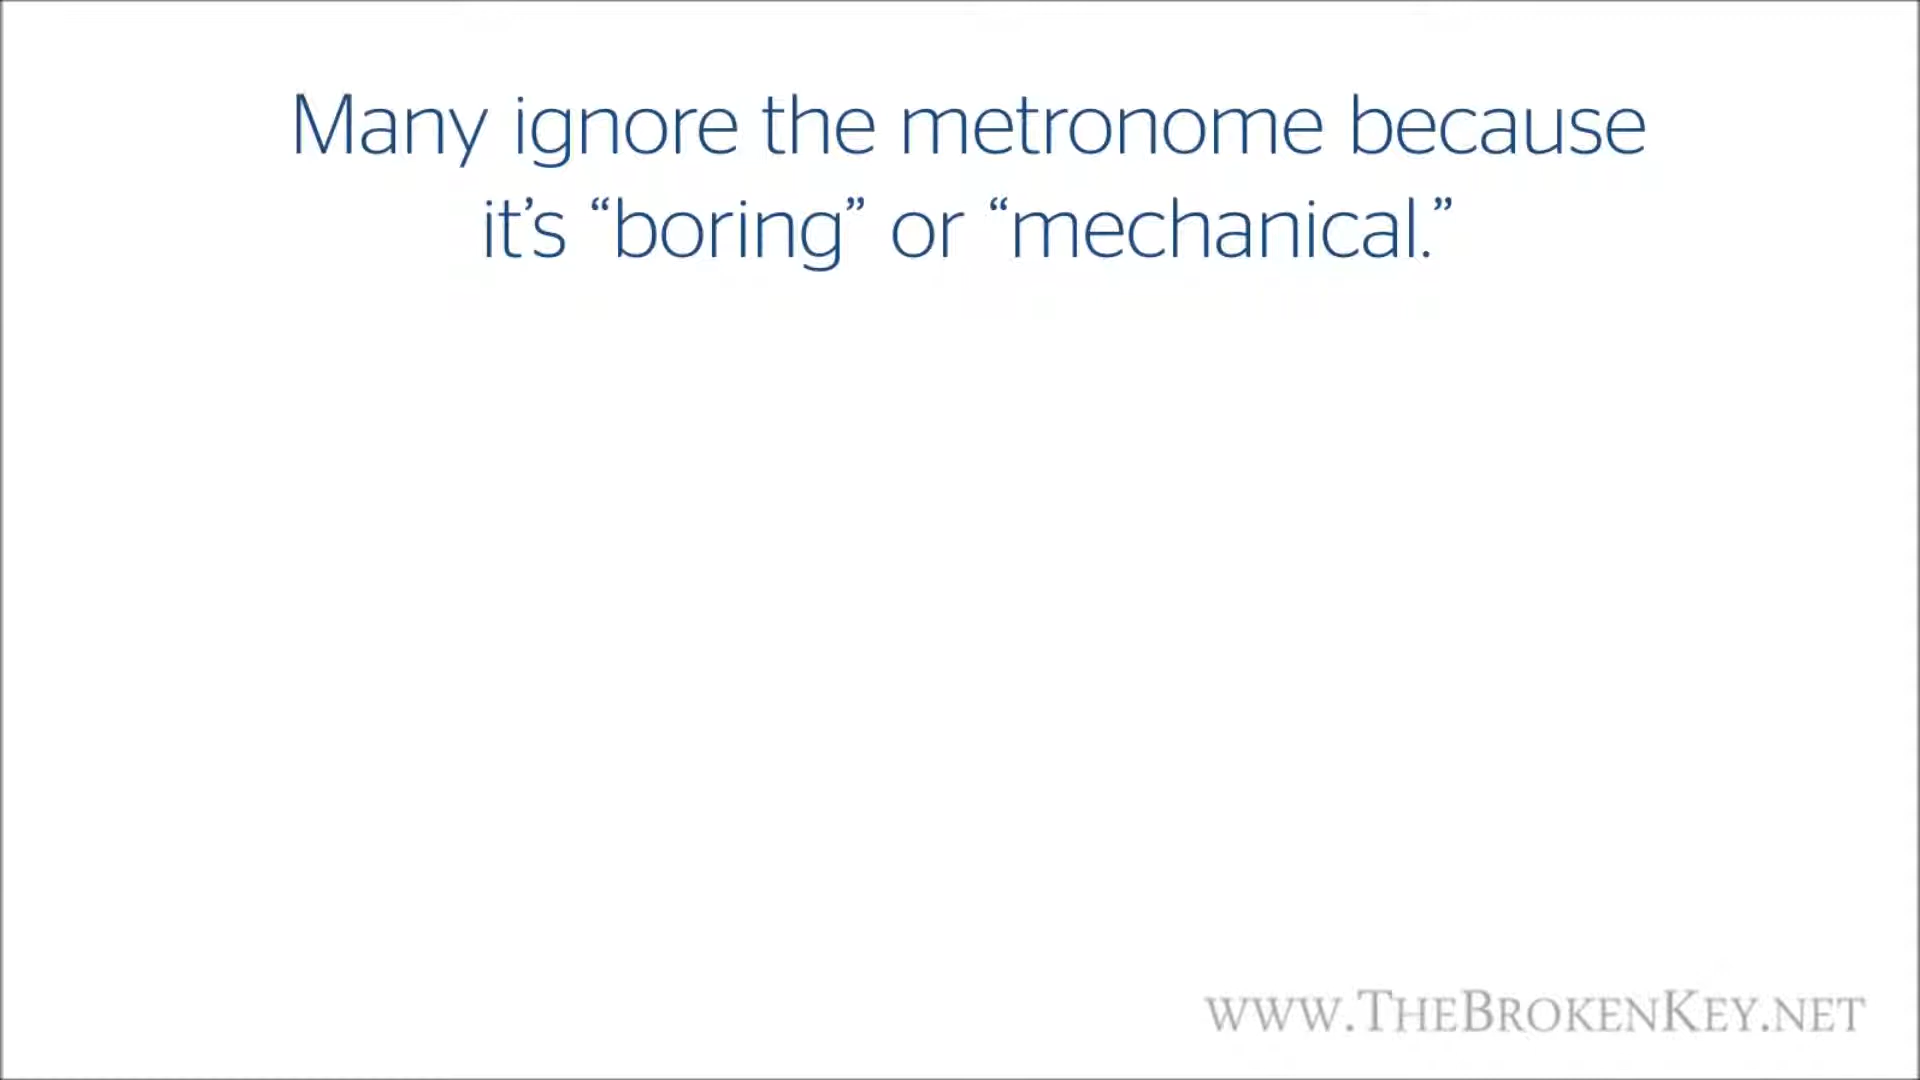 Many ignore the metronome because
it’s “boring” or “mechanical.”
www.TheBrokenKey.net